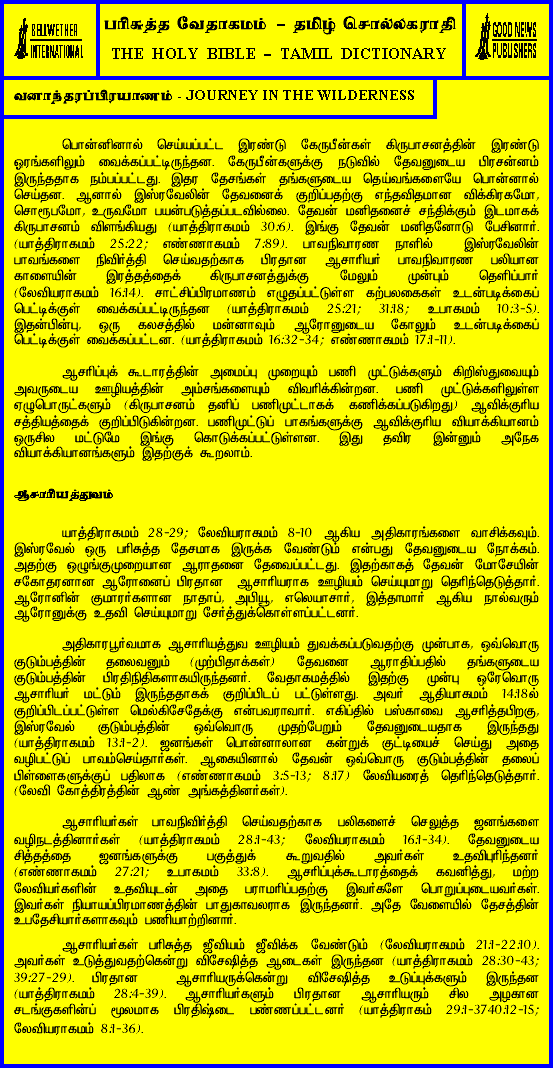 BELLWETHER
INTERNATIONAL
பரிசுத்த வேதாகமம் - தமிழ் சொல்லகராதி
THE HOLY BIBLE - TAMIL DICTIONARY
GOOD NEWS
PUBLISHERS
வனாந்தரப்பிரயாணம் - JOURNEY IN THE WILDERNESS
பொன்னினால் செய்யப்பட்ட இரண்டு கேருபீன்கள் கிருபாசனத்தின் இரண்டு
ஓரங்களிலும் வைக்கப்பட்டிருந்தன. கேருபீன்களுக்கு நடுவில் தேவனுடைய பிரசன்னம்
இருந்ததாக நம்பப்பட்டது. இதர தேசங்கள் தங்களுடைய தெய்வங்களையே பொன்னால்
செய்தன. ஆனால் இஸ்ரவேலின் தேவனைக் குறிப்பதற்கு எந்தவிதமான விக்கிரகமோ,
சொரூபமோ, உருவமோ பயன்படுத்தப்படவில்லை. தேவன் மனிதனைச் சந்திக்கும் இடமாகக்
கிருபாசனம் விளங்கியது (யாத்திராகமம் 30:6). இங்கு தேவன் மனிதனோடு பேசினார்.
(யாத்திராகமம் 25:22; எண்ணாகமம் 7:89). பாவநிவாரண நாளில் இஸ்ரவேலின்
பாவங்களை நிவிர்த்தி செய்வதற்காக பிரதான ஆசாரியர் பாவநிவாரண பலியான
காளையின் இரத்தத்தைக் கிருபாசனத்துக்கு மேலும் முன்பும் தெளிப்பார்
(லேவியராகமம் 16:14). சாட்சிப்பிரமாணம் எழுதப்பட்டுள்ள கற்பலகைகள் உடன்படிக்கைப்
பெட்டிக்குள் வைக்கப்பட்டிருந்தன (யாத்திராகமம் 25:21; 31:18; உபாகமம் 10:3-5).
இதன்பின்பு, ஒரு கலசத்தில் மன்னாவும் ஆரோனுடைய கோலும் உடன்படிக்கைப்
பெட்டிக்குள் வைக்கப்பட்டன. (யாத்திராகமம் 16:32-34; எண்ணாகமம் 17:1-11).
ஆசரிப்புக் கூடாரத்தின் அமைப்பு முறையும் பணி முட்டுக்களும் கிறிஸ்துவையும்
அவருடைய ஊழியத்தின் அம்சங்களையும் விவரிக்கின்றன. பணி முட்டுக்களிலுள்ள
ஏழுபொருட்களும் (கிருபாசனம் தனிப் பணிமுட்டாகக் கணிக்கப்படுகிறது) ஆவிக்குரிய
சத்தியத்தைக் குறிப்பிடுகின்றன. பணிமுட்டுப் பாகங்களுக்கு ஆவிக்குரிய வியாக்கியானம்
ஒருசில மட்டுமே இங்கு கொடுக்கப்பட்டுள்ளன. இது தவிர இன்னும் அநேக
வியாக்கியானங்களும் இதற்குக் கூறலாம்.
ஆசாரியத்துவம்
யாத்திராகமம் 28-29; லேவியராகமம் 8-10 ஆகிய அதிகாரங்களை வாசிக்கவும்.
இஸ்ரவேல் ஒரு பரிசுத்த தேசமாக இருக்க வேண்டும் என்பது தேவனுடைய நோக்கம்.
அதற்கு ஒழுங்குமுறையான ஆராதனை தேவைப்பட்டது. இதற்காகத் தேவன் மோசேயின்
சகோதரனான ஆரோனைப் பிரதான ஆசாரியராக ஊழியம் செய்யுமாறு தெரிந்தெடுத்தார்.
ஆரோனின் குமாரர்களான நாதாப், அபியூ, எலெயாசார், இத்தாமார் ஆகிய நால்வரும்
ஆரோனுக்கு உதவி செய்யுமாறு சேர்த்துக்கொள்ளப்பட்டனர்.
அதிகாரபூர்வமாக ஆசாரியத்துவ ஊழியம் துவக்கப்படுவதற்கு முன்பாக, ஒவ்வொரு
குடும்பத்தின் தலைவனும் (முற்பிதாக்கள்) தேவனை ஆராதிப்பதில் தங்களுடைய
குடும்பத்தின் பிரதிநிதிகளாகயிருந்தனர். வேதாகமத்தில் இதற்கு முன்பு ஒரேவொரு
ஆசாரியர் மட்டும் இருந்ததாகக் குறிப்பிடப் பட்டுள்ளது. அவர் ஆதியாகமம் 14:18ல்
குறிப்பிடப்பட்டுள்ள மெல்கிசேதேக்கு என்பவராவார். எகிப்தில் பஸ்காவை ஆசரித்தபிறகு,
இஸ்ரவேல் குடும்பத்தின் ஒவ்வொரு முதற்பேறும் தேவனுடையதாக இருந்தது
(யாத்திராகமம் 13:1-2). ஜனங்கள் பொன்னாலான கன்றுக் குட்டியைச் செய்து அதை
வழிபட்டுப் பாவம்செய்தார்கள். ஆகையினால் தேவன் ஒவ்வொரு குடும்பத்தின் தலைப்
பிள்ளைகளுக்குப் பதிலாக (எண்ணாகமம் 3:5-13; 8:17) லேவியரைத் தெரிந்தெடுத்தார்.
(லேவி கோத்திரத்தின் ஆண் அங்கத்தினர்கள்).
ஆசாரியர்கள் பாவநிவிர்த்தி செய்வதற்காக பலிகளைச் செலுத்த ஜனங்களை
வழிநடத்தினார்கள் (யாத்திராகமம் 28:1-43; லேவியராகமம் 16:1-34). தேவனுடைய
சித்தத்தை ஜனங்களுக்கு பகுத்துக் கூறுவதில் அவர்கள் உதவிபுரிந்தனர்
(எண்ணாகமம் 27:21; உபாகமம் 33:8). ஆசரிப்புக்கூடாரத்தைக் கவனித்து, மற்ற
லேவியர்களின் உதவியுடன் அதை பராமரிப்பதற்கு இவர்களே பொறுப்புடையவர்கள்.
இவர்கள் நியாயப்பிரமாணத்தின் பாதுகாவலராக இருந்தனர். அதே வேளையில் தேசத்தின்
உபதேசியார்களாகவும் பணியாற்றினார்.
ஆசாரியர்கள் பரிசுத்த ஜீவியம் ஜீவிக்க வேண்டும் (லேவியராகமம் 21:1-22:10).
அவர்கள் உடுத்துவதற்கென்று விசேஷித்த ஆடைகள் இருந்தன (யாத்திராகமம் 28:30-43;
39:27-29). பிரதான ஆசாரியருக்கென்று விசேஷித்த உடுப்புக்களும் இருந்தன
(யாத்திராகமம் 28:4-39). ஆசாரியர்களும் பிரதான ஆசாரியரும் சில அழகான
சடங்குகளின்ப் மூலமாக பிரதிஷ்டை பண்ணப்பட்டனர் (யாத்திராகம் 29:1-3740:12-15;
லேவியராகமம் 8:1-36).